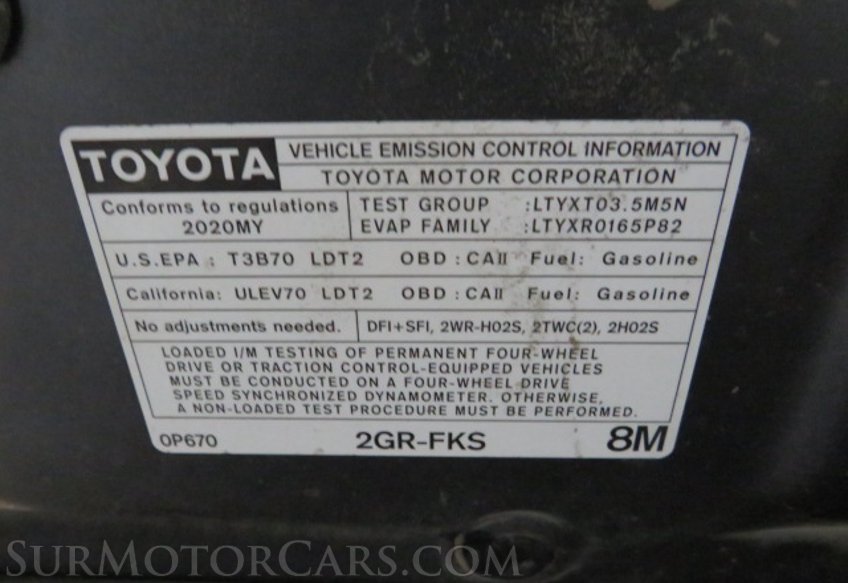 TOYOTA VEHICLE EMISSION CONTROL INFORMATION
TOYOTA MOTOR CORPORATION
Conforms to regulations
2020MY
TEST GROUP :LTYXT03.5M5N
EVAP FAMILY :LTYXR0165P82
U.S.EPA : T3B70 LDT2 OBD : CAII Fuel: Gasoline
California: ULEV70 LDT2 OBD : CAII Fuel: Gasoline
No adjustments needed. DFI+SFI, 2WR-HO2S, 2TWC(2), 2HO2S
LOADED I/M TESTING OF PERMANENT FOUR-WHEEL
DRIVE OR TRACTION CONTROL-EQUIPPED VEHICLES
MUST BE CONDUCTED ON A FOUR-WHEEL DRIVE
SPEED SYNCHRONIZED DYNAMOMETER. OTHERWISE,
A NON-LOADED TEST PROCEDURE MUST BE PERFORMED.
0P670 2GR-FKS 8M
SURMOTORCARS.COM